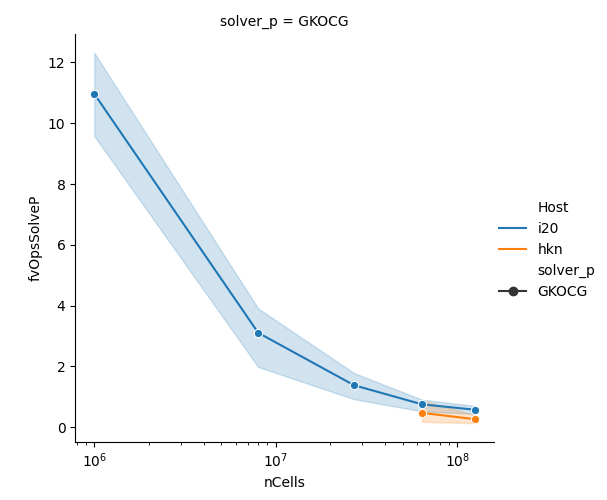 solver_p = GKOCG
12
10
8
6
4
2
0
fvOpsSolveP
10^6
10^7
10^8
nCells
Host
i20
hkn
solver_p
GKOCG